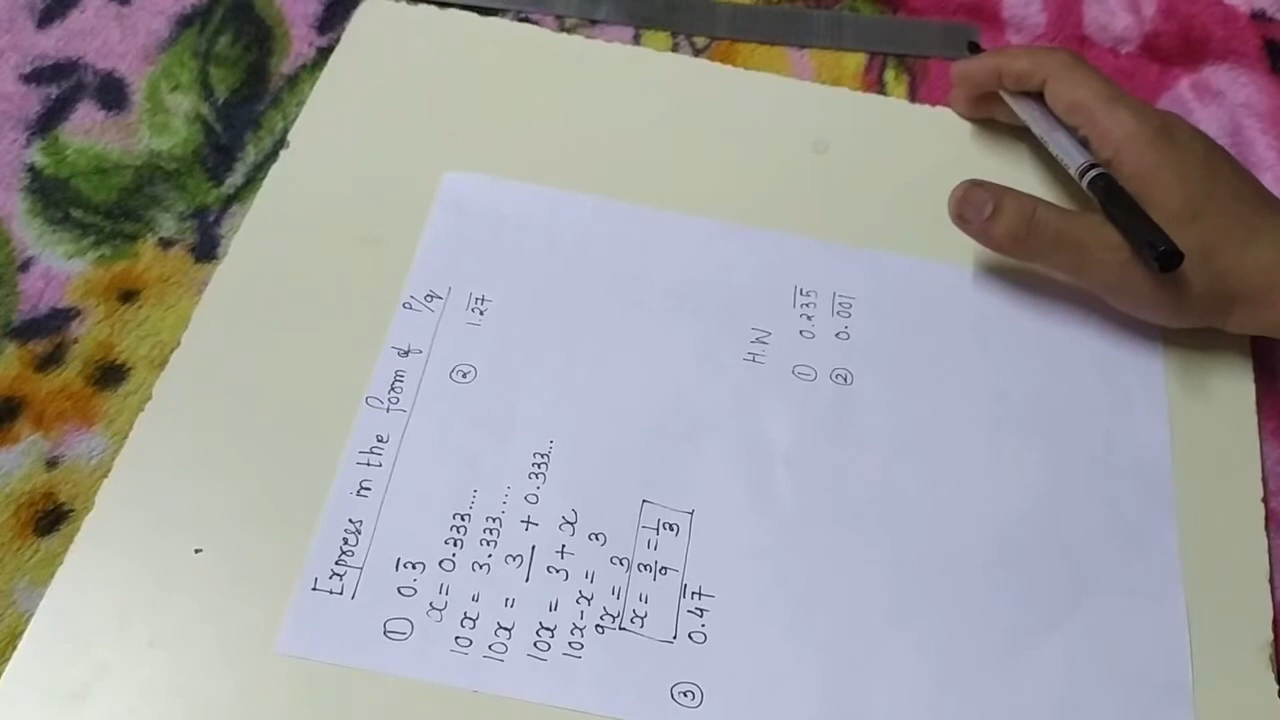 Express in the form of P/q
① 0.3̅
x = 0.333....
10x = 3.333....
10x = 3 + 0.333...
10x = 3 + x
10x - x = 3
9x = 3
x = 3/9 = 1/3
② 1.2̅7̅
③ 0.47̅
H.W
① 0.23̅5̅
② 0.0̅0̅1̅